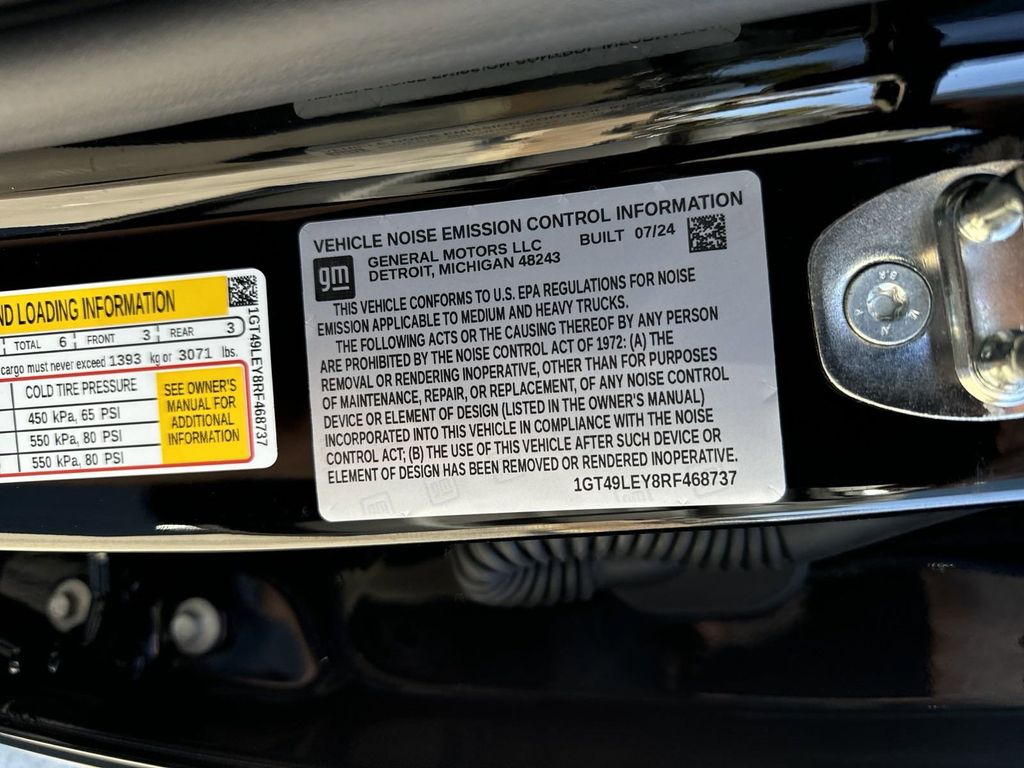 ND LOADING INFORMATION
TOTAL 6 FRONT 3 REAR 3
cargo must never exceed 1393 kg or 3071 lbs.
COLD TIRE PRESSURE
450 kPa, 65 PSI
550 kPa, 80 PSI
550 kPa, 80 PSI
SEE OWNER'S
MANUAL FOR
ADDITIONAL
INFORMATION
1GT49LEY8RF468737
VEHICLE NOISE EMISSION CONTROL INFORMATION
gm
GENERAL MOTORS LLC BUILT 07/24
DETROIT, MICHIGAN 48243
THIS VEHICLE CONFORMS TO U.S. EPA REGULATIONS FOR NOISE
EMISSION APPLICABLE TO MEDIUM AND HEAVY TRUCKS.
THE FOLLOWING ACTS OR THE CAUSING THEREOF BY ANY PERSON
ARE PROHIBITED BY THE NOISE CONTROL ACT OF 1972: (A) THE
REMOVAL OR RENDERING INOPERATIVE, OTHER THAN FOR PURPOSES
OF MAINTENANCE, REPAIR, OR REPLACEMENT, OF ANY NOISE CONTROL
DEVICE OR ELEMENT OF DESIGN (LISTED IN THE OWNER'S MANUAL)
INCORPORATED INTO THIS VEHICLE IN COMPLIANCE WITH THE NOISE
CONTROL ACT; (B) THE USE OF THIS VEHICLE AFTER SUCH DEVICE OR
ELEMENT OF DESIGN HAS BEEN REMOVED OR RENDERED INOPERATIVE.
1GT49LEY8RF468737